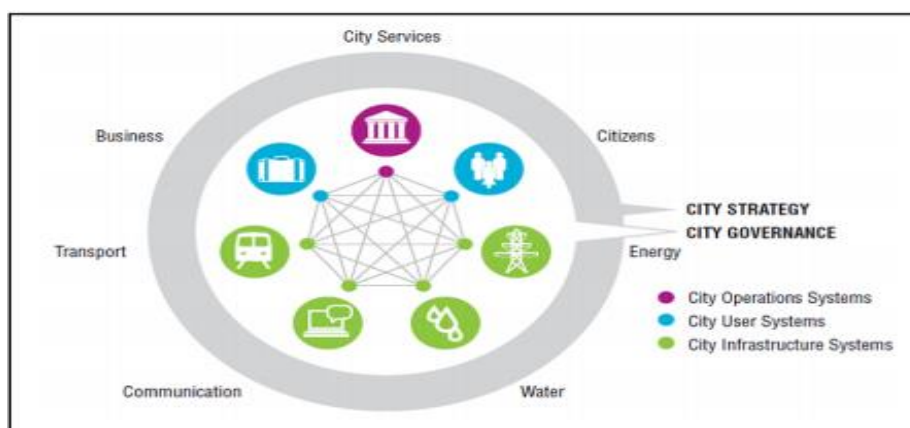 City Services
Business
Citizens
CITY STRATEGY
CITY GOVERNANCE
Transport
Energy
City Operations Systems
City User Systems
City Infrastructure Systems
Communication
Water